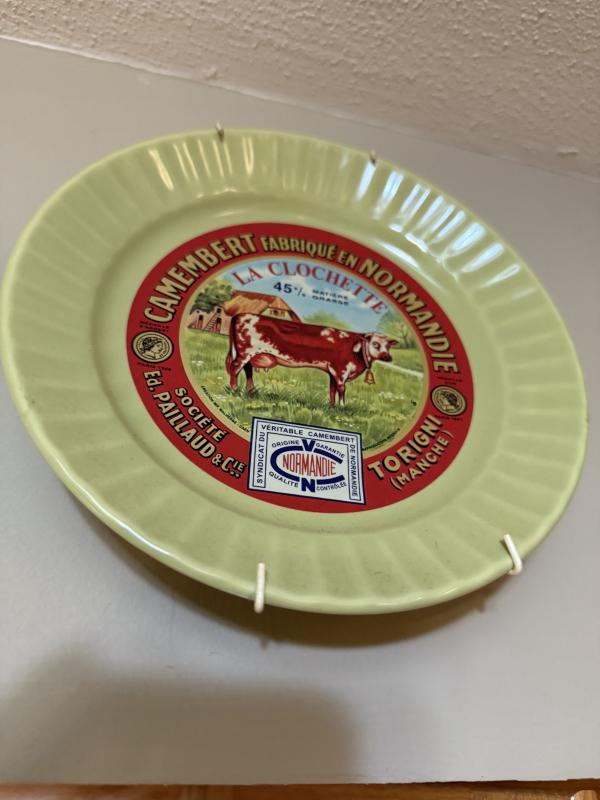 CAMEMBERT FABRIQUÉ EN NORMANDIE
LA CLOCHETTE
45% MATIÈRE
GRASSE
SOCIÉTÉ
Ed. PAILLAUD & Cie.
TORIGNI
(MANCHE)
SYNDICAT DU VÉRITABLE CAMEMBERT DE NORMANDIE
ORIGINE GARANTIE
V
C NORMANDIE
N
QUALITÉ CONTRÔLÉE